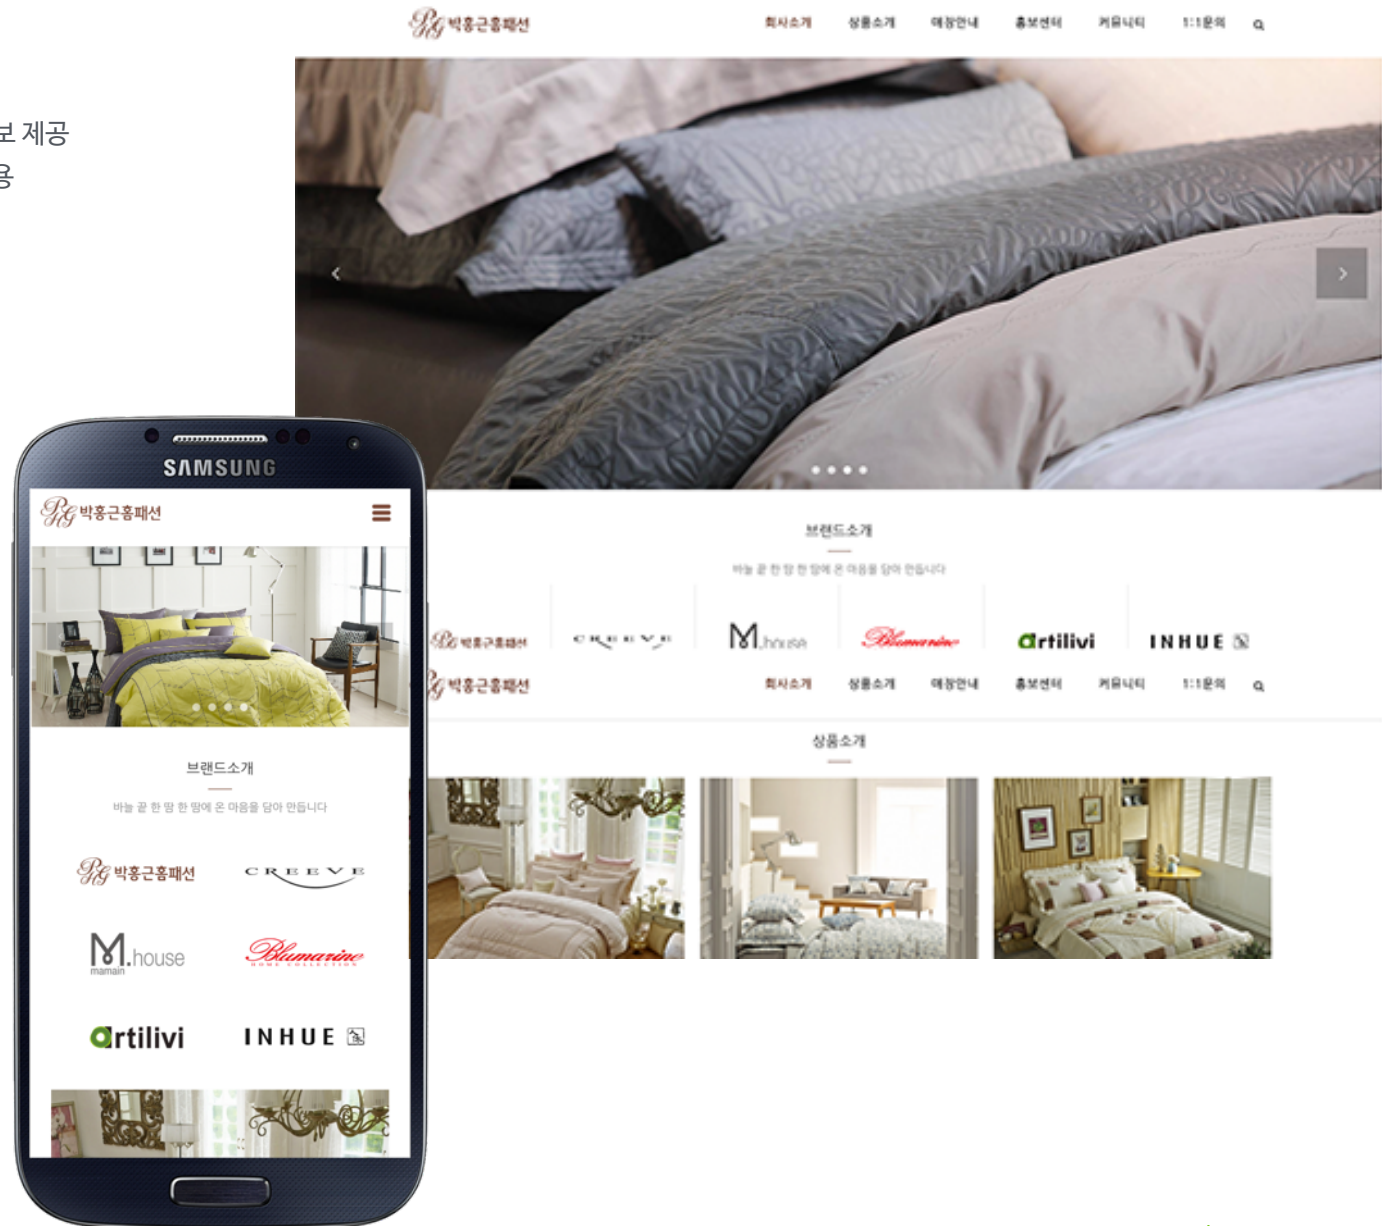 박홍근홈패션
회사소개 상품소개 매장안내 홍보센터 커뮤니티 1:1문의
보 제공
용
SAMSUNG
박홍근홈패션
브랜드소개
바늘 끝 한 땀 한 땀에 온 마음을 담아 만듭니다
박홍근홈패션 CREEVE M.house Blumarine artilivi INHUE
박홍근홈패션
회사소개 상품소개 매장안내 홍보센터 커뮤니티 1:1문의
상품소개
브랜드소개
바늘 끝 한 땀 한 땀에 온 마음을 담아 만듭니다
박홍근홈패션 CREEVE
M.house
mamain
Blumarine
HOME COLLECTION
artilivi INHUE